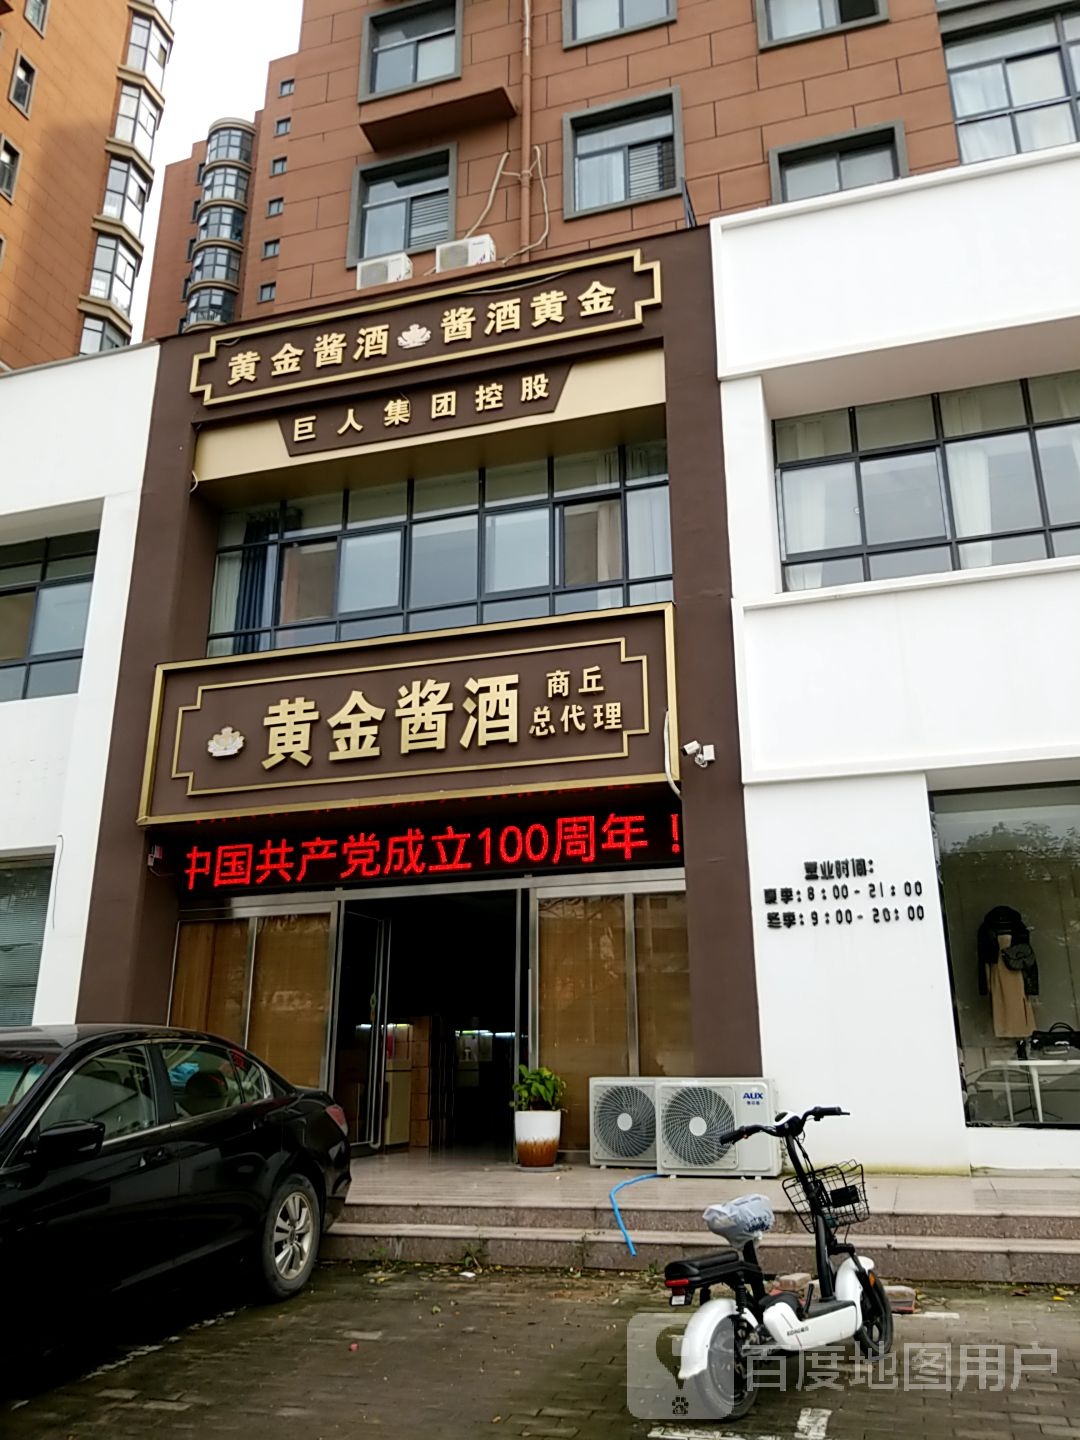 黄金酱酒 酱酒黄金
巨人集团控股
黄金酱酒
商丘
总代理
中国共产党成立100周年！
营业时间：
夏季：8：00-21：00
冬季：9：00-20：00
AUX
百度地图用户